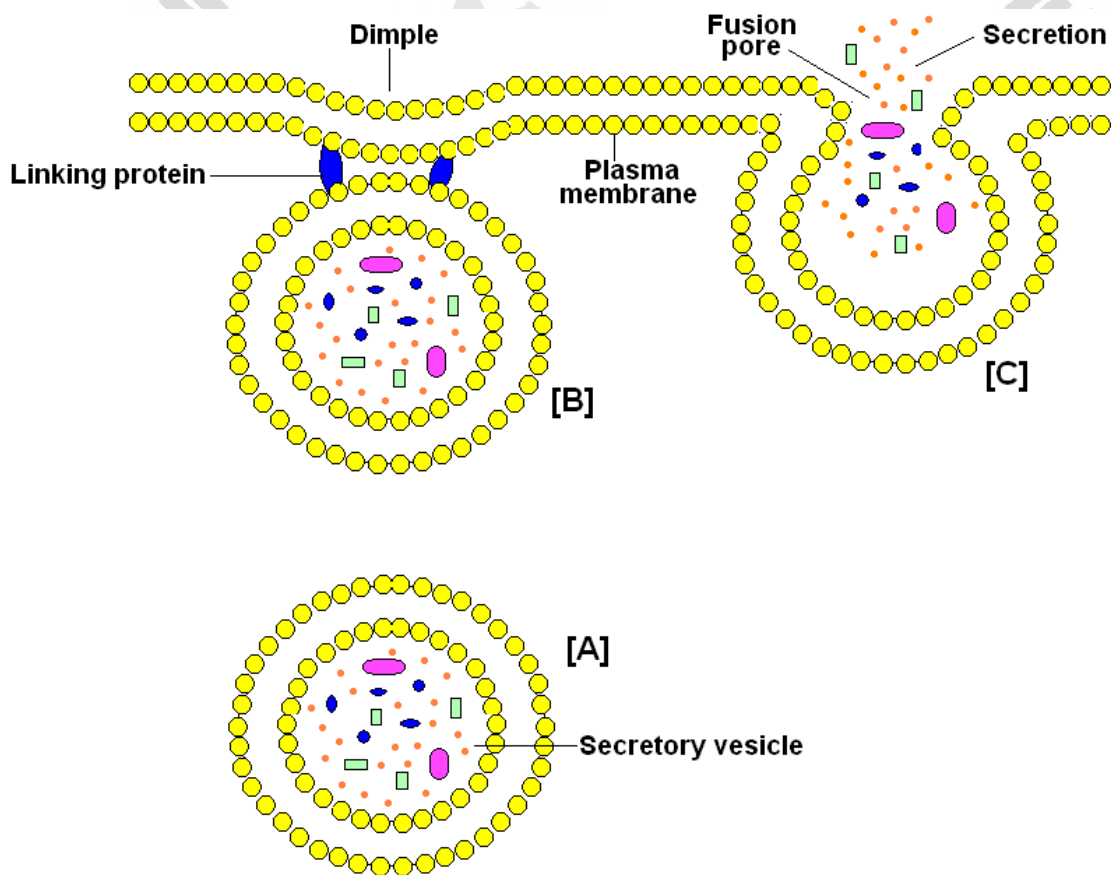 Dimple
Fusion
pore
Secretion
Linking protein
Plasma
membrane
[B]
[C]
[A]
Secretory vesicle